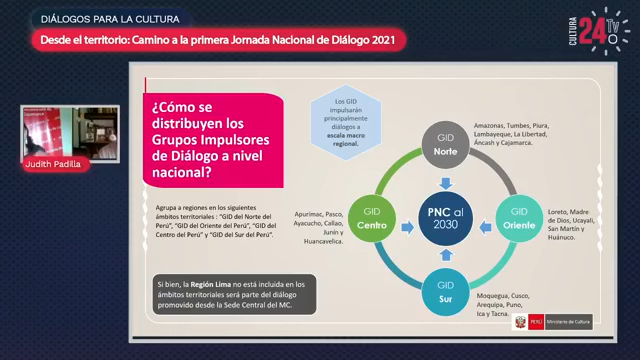 DIÁLOGOS PARA LA CULTURA
Desde el territorio: Camino a la primera Jornada Nacional de Diálogo 2021
CULTURA
24
TV
Judith Padilla
¿Cómo se
distribuyen los
Grupos Impulsores
de Diálogo a nivel
nacional?
Agrupa a regiones en los siguientes
ámbitos territoriales : "GID del Norte del
Perú", "GID del Oriente del Perú", "GID del
Centro del Perú" y "GID del Sur del Perú".
Si bien, la Región Lima no está incluida en los
ámbitos territoriales será parte del diálogo
promovido desde la Sede Central del MC.
Los GID
impulsarán
principalmente
diálogos a
escala macro
regional.
GID
Norte
Amazonas, Tumbes, Piura,
Lambayeque, La Libertad,
Áncash y Cajamarca.
Apurímac, Pasco,
Ayacucho, Callao,
Junín y
Huancavelica.
GID
Centro
PNC al
2030
GID
Oriente
Loreto, Madre
de Dios, Ucayali,
San Martín y
Huánuco.
GID
Sur
Moquegua, Cusco,
Arequipa, Puno,
Ica y Tacna.
PERÚ
Ministerio de Cultura